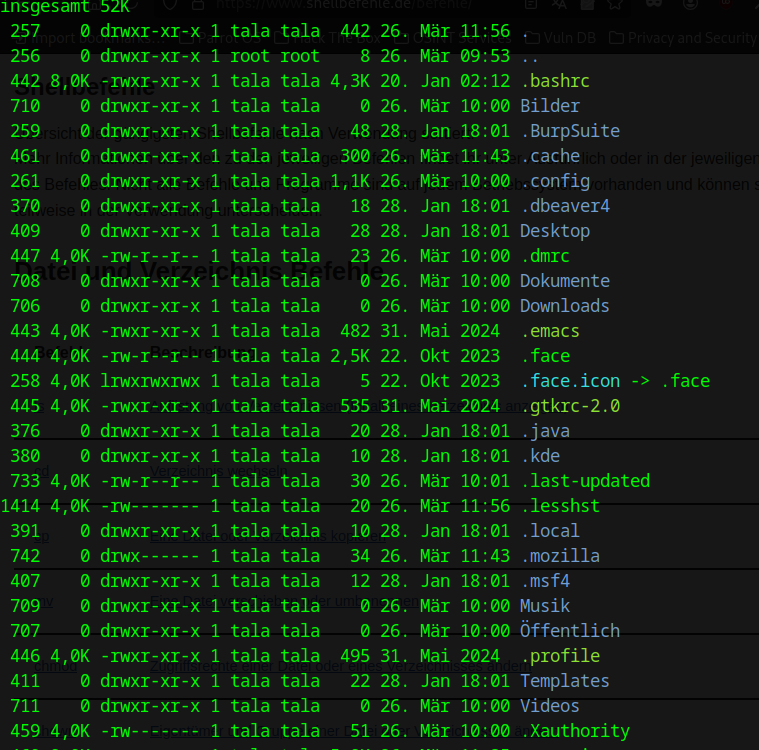 insgesamt 52K
257 0 drwxr-xr-x 1 tala tala 442 26. Mär 11:56 .
256 0 drwxr-xr-x 1 root root 8 26. Mär 09:53 ..
442 8,0K -rwxr-xr-x 1 tala tala 4,3K 20. Jan 02:12 .bashrc
710 0 drwxr-xr-x 1 tala tala 0 26. Mär 10:00 Bilder
259 0 drwxr-xr-x 1 tala tala 48 28. Jan 18:01 .BurpSuite
461 0 drwxr-xr-x 1 tala tala 300 26. Mär 11:43 .cache
261 0 drwxr-xr-x 1 tala tala 1,1K 26. Mär 10:00 .config
370 0 drwxr-xr-x 1 tala tala 18 28. Jan 18:01 .dbeaver4
409 0 drwxr-xr-x 1 tala tala 28 28. Jan 18:01 Desktop
447 4,0K -rw-r--r-- 1 tala tala 23 26. Mär 10:00 .dmrc
708 0 drwxr-xr-x 1 tala tala 0 26. Mär 10:00 Dokumente
706 0 drwxr-xr-x 1 tala tala 0 26. Mär 10:00 Downloads
443 4,0K -rwxr-xr-x 1 tala tala 482 31. Mai 2024 .emacs
444 4,0K -rw-r--r-- 1 tala tala 2,5K 22. Okt 2023 .face
258 4,0K lrwxrwxrwx 1 tala tala 5 22. Okt 2023 .face.icon -> .face
445 4,0K -rwxr-xr-x 1 tala tala 535 31. Mai 2024 .gtkrc-2.0
376 0 drwxr-xr-x 1 tala tala 20 28. Jan 18:01 .java
380 0 drwxr-xr-x 1 tala tala 10 28. Jan 18:01 .kde
733 4,0K -rw-r--r-- 1 tala tala 30 26. Mär 10:01 .last-updated
1414 4,0K -rw------- 1 tala tala 20 26. Mär 11:56 .lesshst
391 0 drwxr-xr-x 1 tala tala 10 28. Jan 18:01 .local
742 0 drwx------ 1 tala tala 34 26. Mär 11:43 .mozilla
407 0 drwxr-xr-x 1 tala tala 12 28. Jan 18:01 .msf4
709 0 drwxr-xr-x 1 tala tala 0 26. Mär 10:00 Musik
707 0 drwxr-xr-x 1 tala tala 0 26. Mär 10:00 Öffentlich
446 4,0K -rwxr-xr-x 1 tala tala 495 31. Mai 2024 .profile
411 0 drwxr-xr-x 1 tala tala 22 28. Jan 18:01 Templates
711 0 drwxr-xr-x 1 tala tala 0 26. Mär 10:00 Videos
459 4,0K -rw------- 1 tala tala 51 26. Mär 10:00 .Xauthority